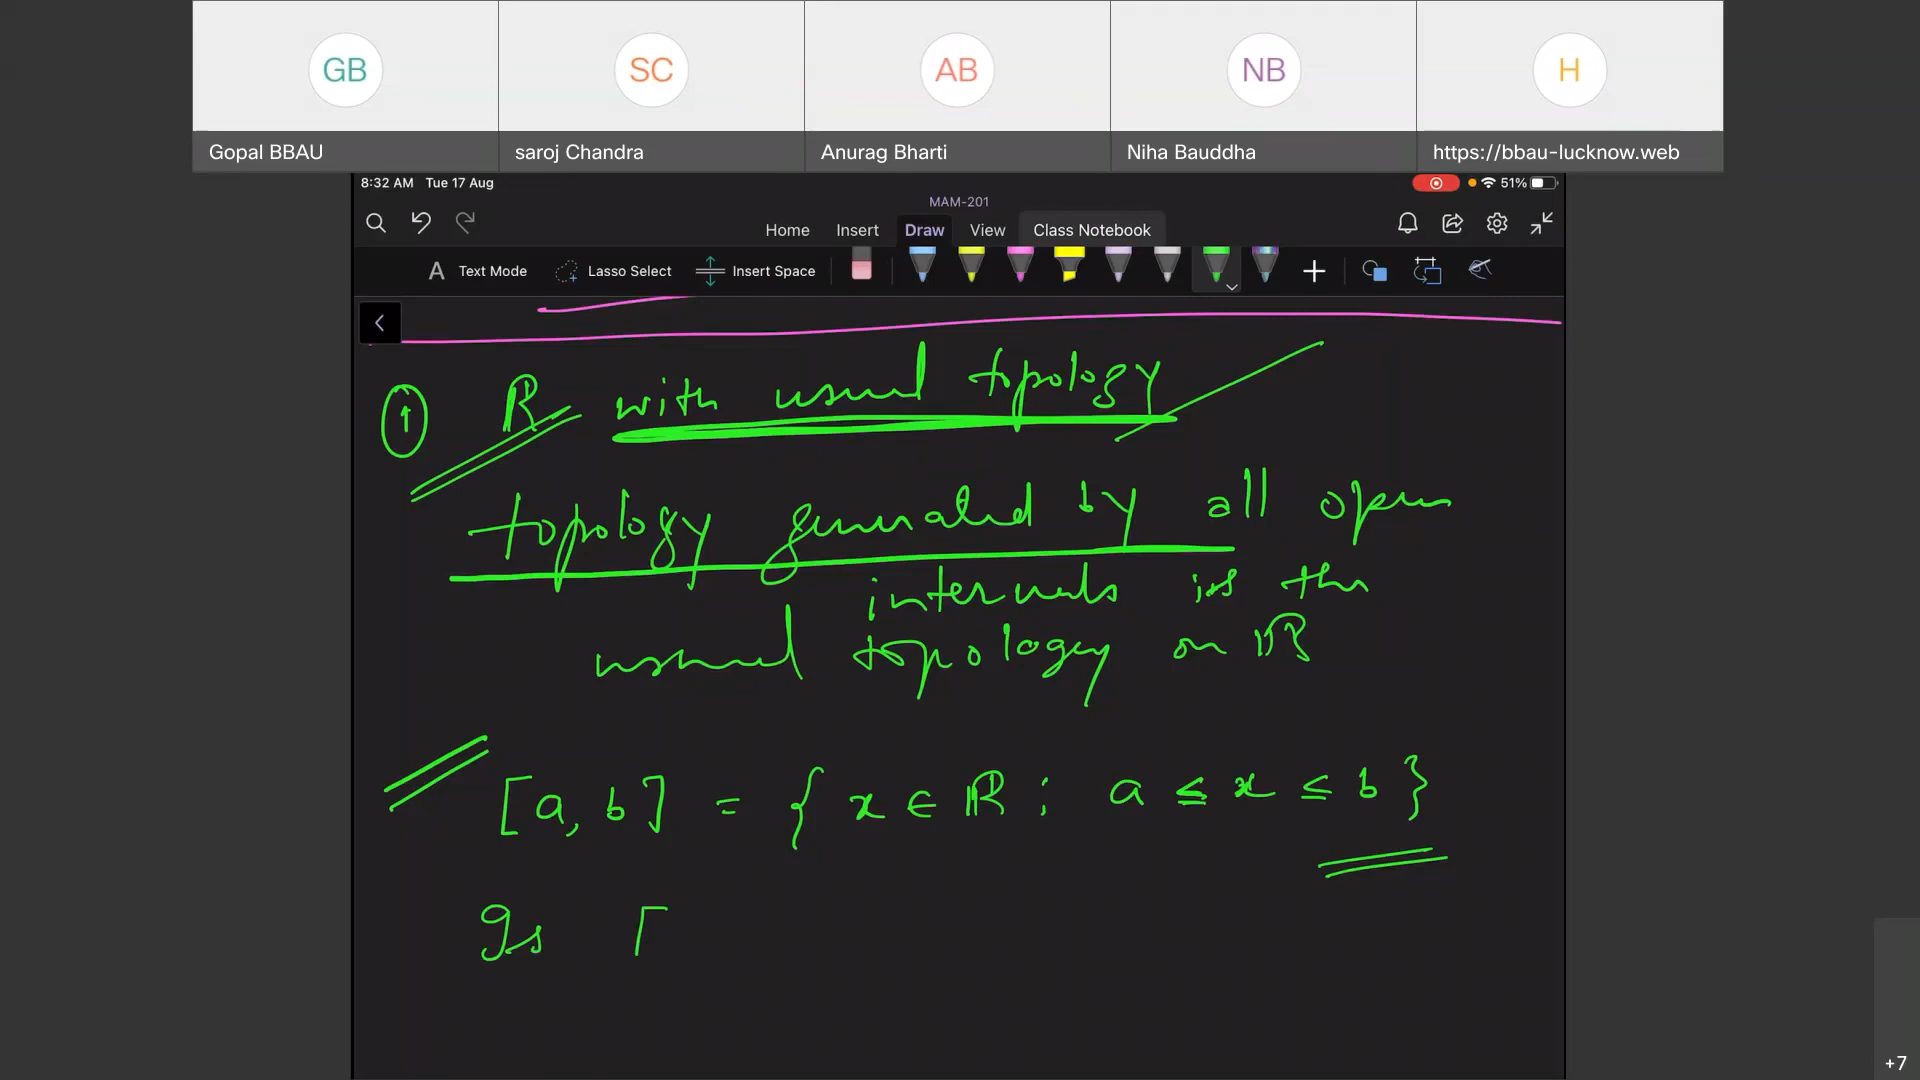 GB SC AB NB H
Gopal BBAU saroj Chandra Anurag Bharti Niha Bauddha https://bbau-lucknow.web
8:32 AM Tue 17 Aug 51%
MAM-201
Home Insert Draw View Class Notebook
A Text Mode Lasso Select Insert Space
① R with usual topology
topology generated by all open
intervals is the
usual topology on ℝ
[a, b] = { x ∈ ℝ ; a ≤ x ≤ b }
Is [
+7